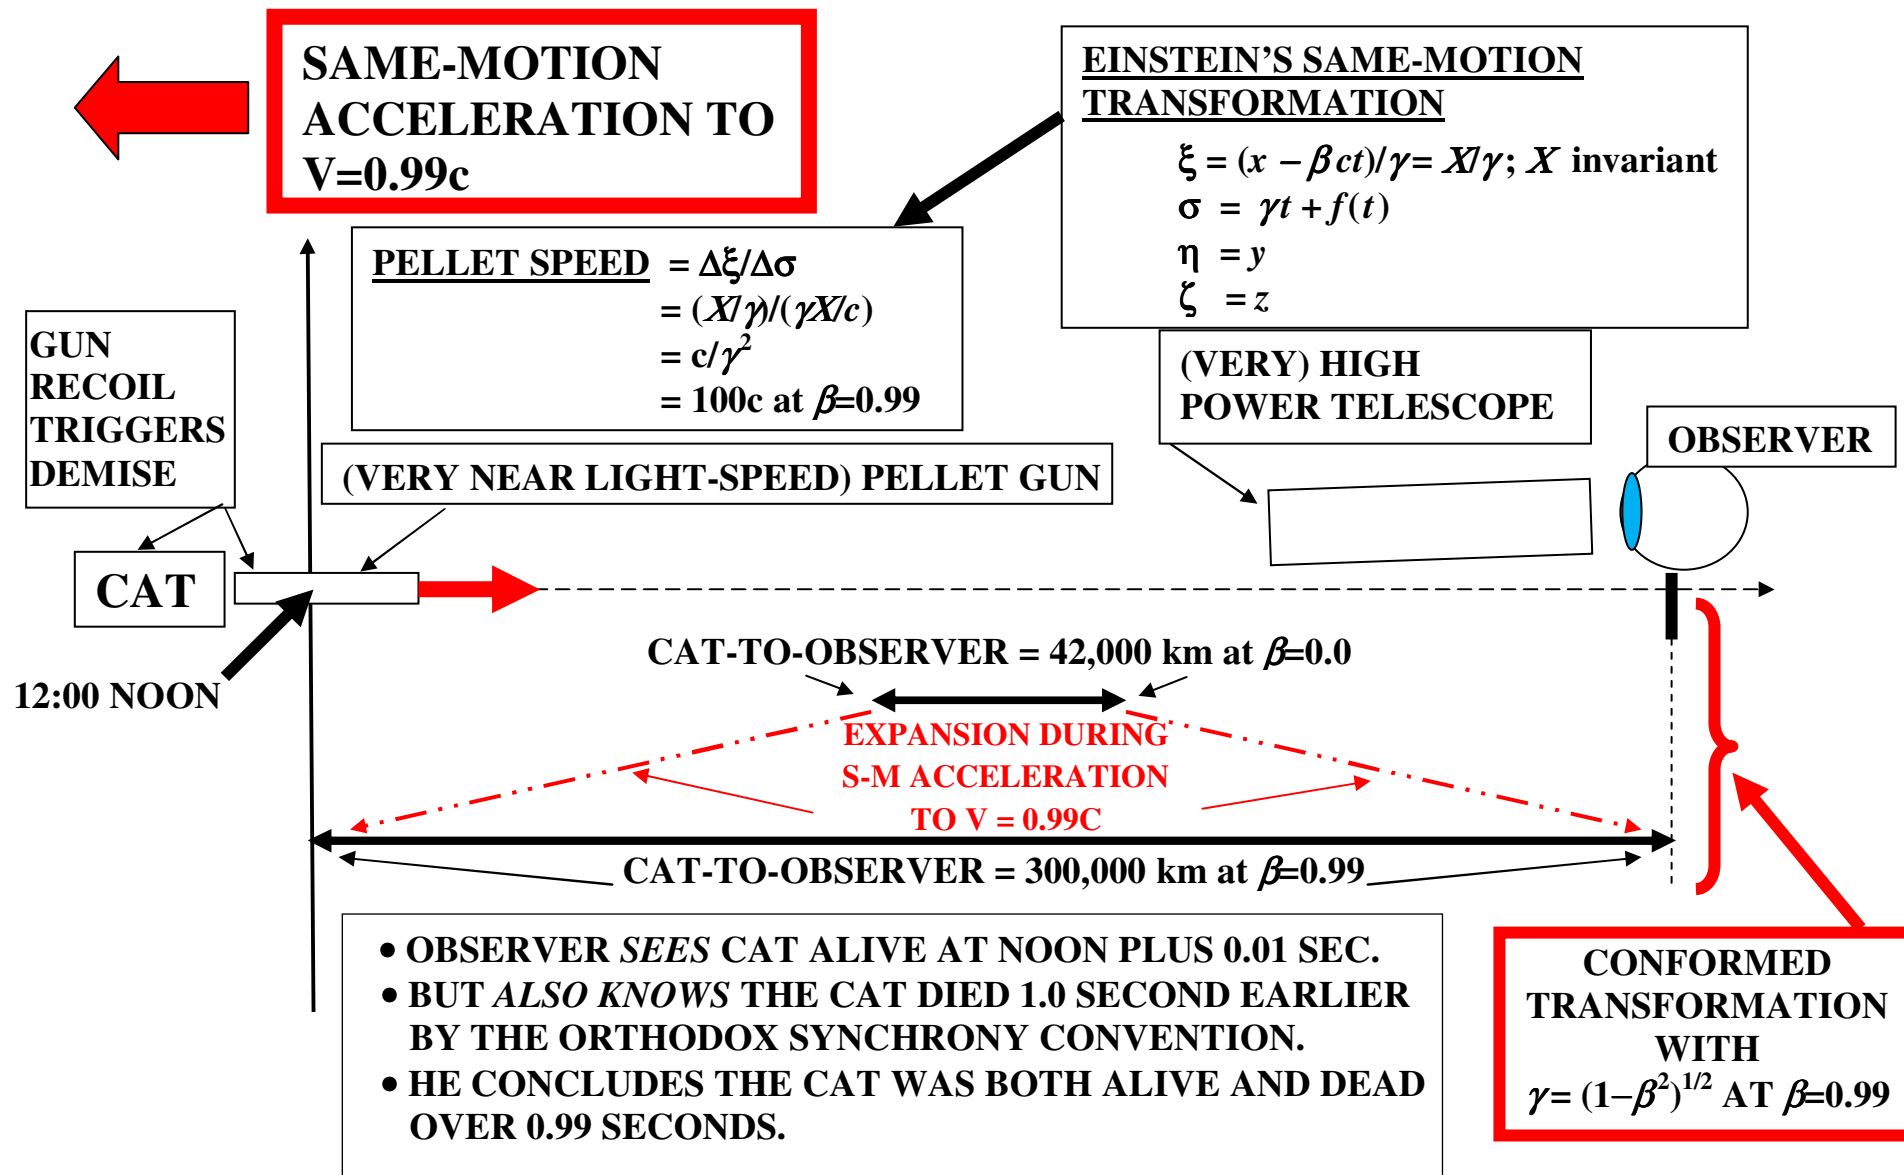 SAME-MOTION
ACCELERATION TO
V=0.99c
EINSTEIN'S SAME-MOTION
TRANSFORMATION
ξ = (x – βct)/γ = X/γ; X invariant
σ = γt + f(t)
η = y
ζ = z
PELLET SPEED = Δξ/Δσ
= (X/γ)/(γX/c)
= c/γ²
= 100c at β=0.99
GUN
RECOIL
TRIGGERS
DEMISE
(VERY) HIGH
POWER TELESCOPE
OBSERVER
(VERY NEAR LIGHT-SPEED) PELLET GUN
CAT
12:00 NOON
CAT-TO-OBSERVER = 42,000 km at β=0.0
EXPANSION DURING
S-M ACCELERATION
TO V = 0.99C
CAT-TO-OBSERVER = 300,000 km at β=0.99
• OBSERVER SEES CAT ALIVE AT NOON PLUS 0.01 SEC.
• BUT ALSO KNOWS THE CAT DIED 1.0 SECOND EARLIER
BY THE ORTHODOX SYNCHRONY CONVENTION.
• HE CONCLUDES THE CAT WAS BOTH ALIVE AND DEAD
OVER 0.99 SECONDS.
CONFORMED
TRANSFORMATION
WITH
γ = (1–β²)^1/2 AT β=0.99